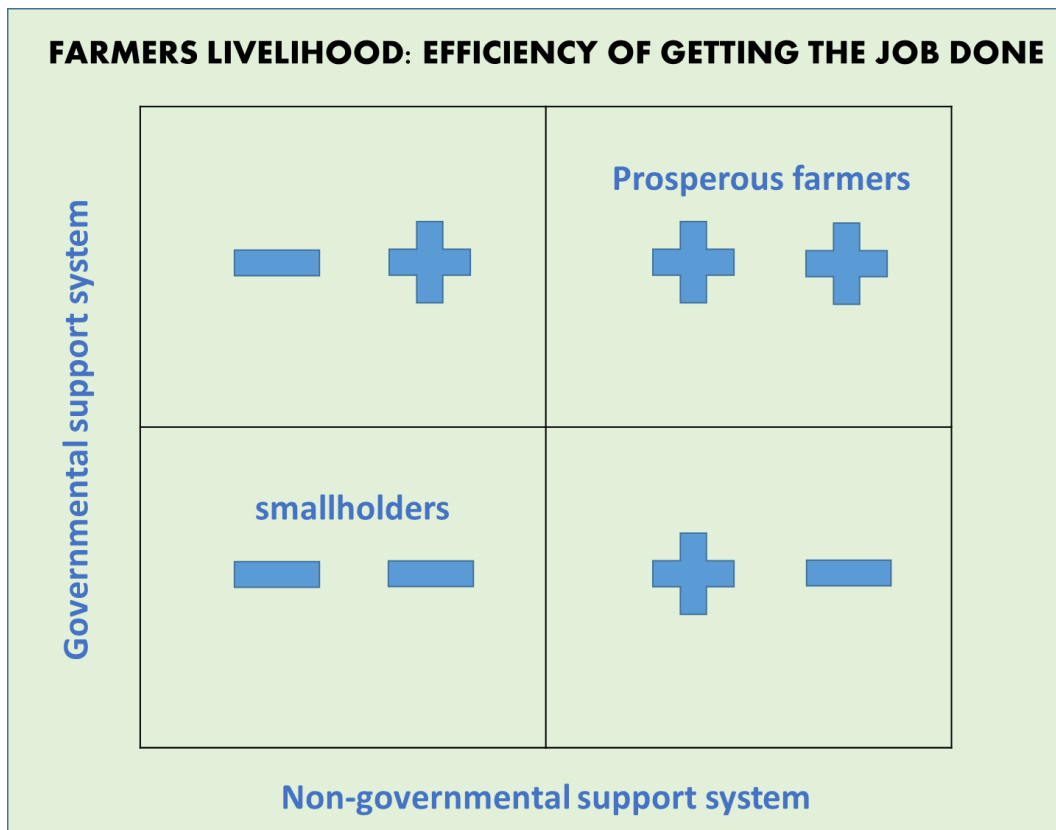 FARMERS LIVELIHOOD: EFFICIENCY OF GETTING THE JOB DONE
Governmental support system
Prosperous farmers
smallholders
Non-governmental support system